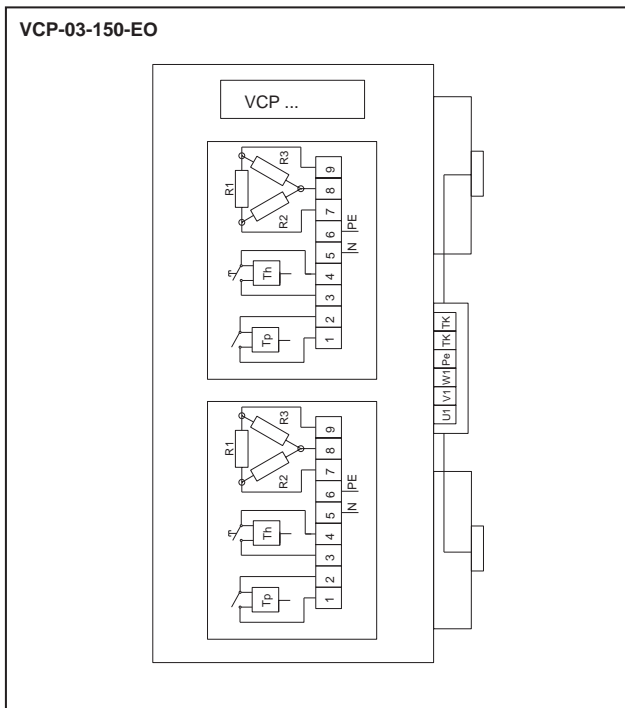 VCP-03-150-EO
VCP ...
R1
R3
R2
9
8
7
6
5
4
3
2
1
PE
N
Th
Tp
U1 V1 W1 Pe TK TK
R1
R3
R2
9
8
7
6
5
4
3
2
1
PE
N
Th
Tp